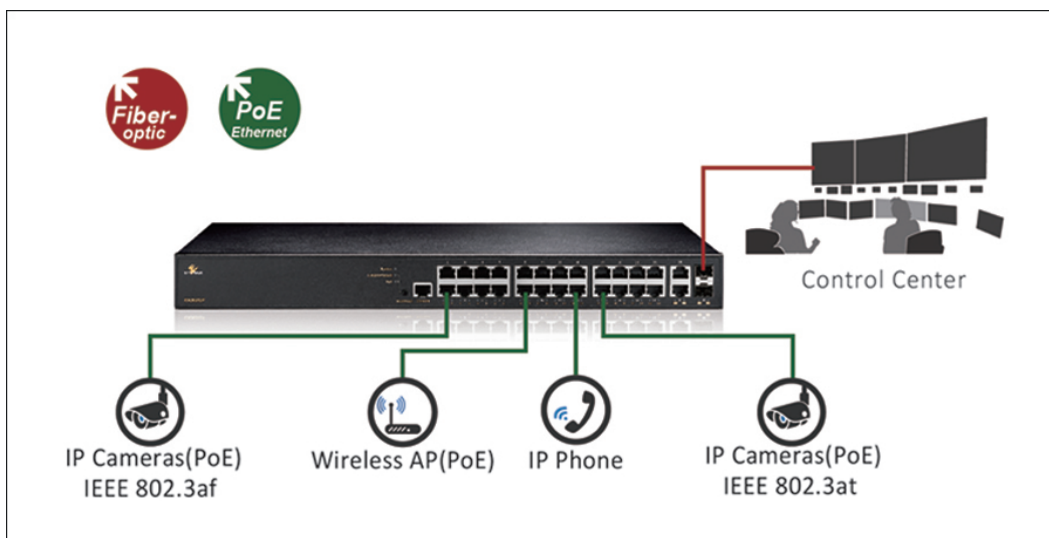 Fiber-
optic
PoE
Ethernet
Control Center
IP Cameras(PoE)
IEEE 802.3af
Wireless AP(PoE)
IP Phone
IP Cameras(PoE)
IEEE 802.3at